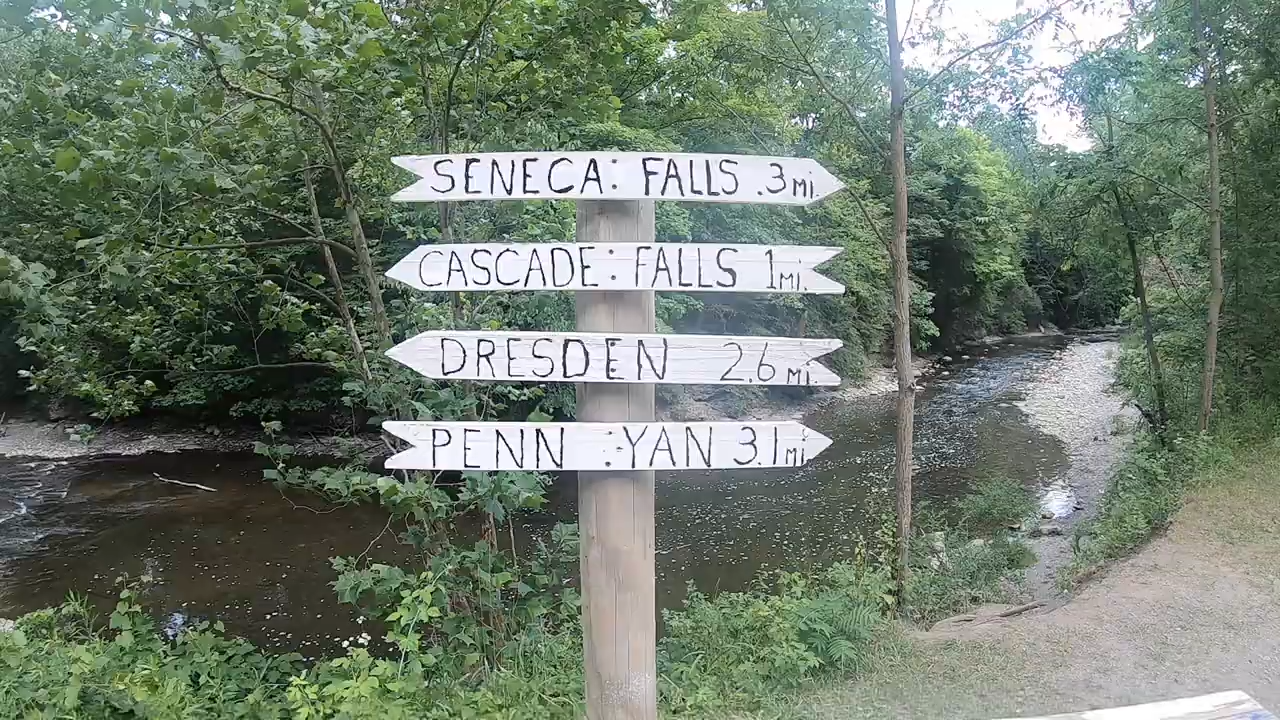 SENECA: FALLS .3 Mi.
CASCADE: FALLS 1 mi.
DRESDEN 2.6 mi.
PENN :YAN 3.1 mi